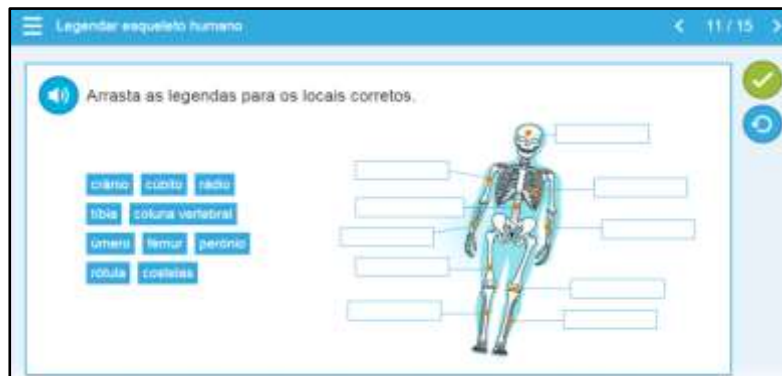 Legendar esqueleto humano
11 / 15
Arrasta as legendas para os locais corretos.
crânio cúbito rádio
tíbia coluna vertebral
úmero fémur perónio
rótula costelas